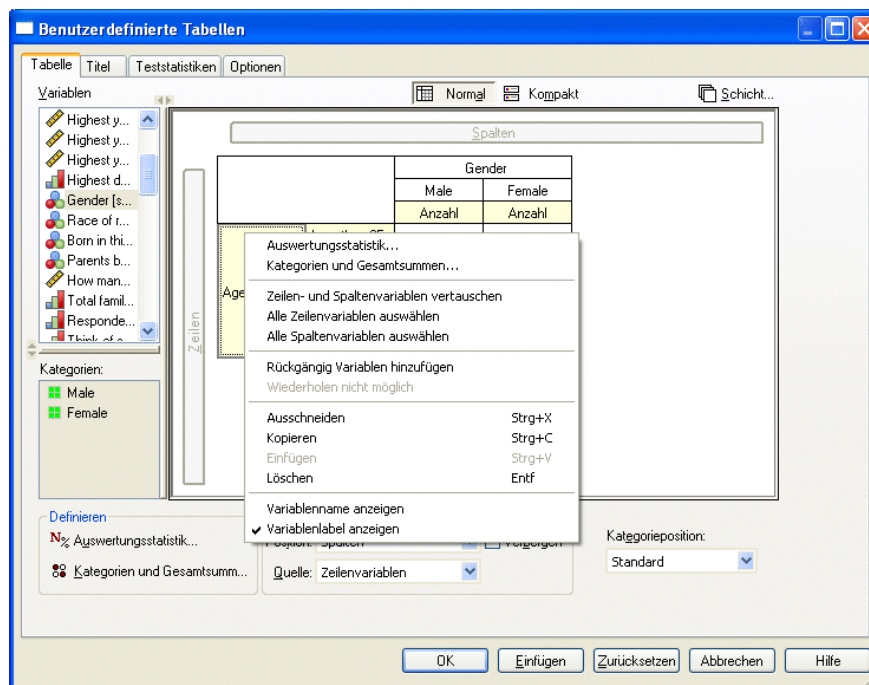 Benutzerdefinierte Tabellen
Tabelle Titel Teststatistiken Optionen
Variablen
Normal Kompakt Schicht...
Highest y...
Highest y...
Highest y...
Highest d...
Gender [s...
Race of r...
Born in thi...
Parents b...
How man...
Total famil...
Responde...
Think of o
Kategorien:
Male
Female
Spalten
Zeilen
Gender
Male Female
Anzahl Anzahl
Age
Auswertungsstatistik...
Kategorien und Gesamtsummen...
Zeilen- und Spaltenvariablen vertauschen
Alle Zeilenvariablen auswählen
Alle Spaltenvariablen auswählen
Rückgängig Variablen hinzufügen
Wiederholen nicht möglich
Ausschneiden Strg+X
Kopieren Strg+C
Einfügen Strg+V
Löschen Entf
Variablenname anzeigen
Variablenlabel anzeigen
Definieren
N% Auswertungsstatistik...
Kategorien und Gesamtsumm...
Position: Spalten Verbergen
Quelle: Zeilenvariablen
Kategorieposition:
Standard
OK Einfügen Zurücksetzen Abbrechen Hilfe